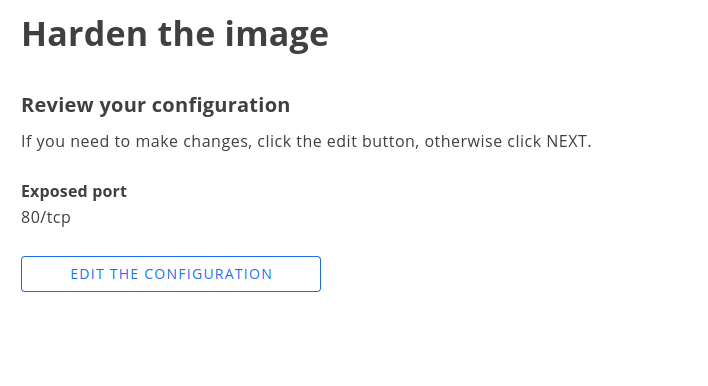 Harden the image
Review your configuration
If you need to make changes, click the edit button, otherwise click NEXT.
Exposed port
80/tcp
EDIT THE CONFIGURATION